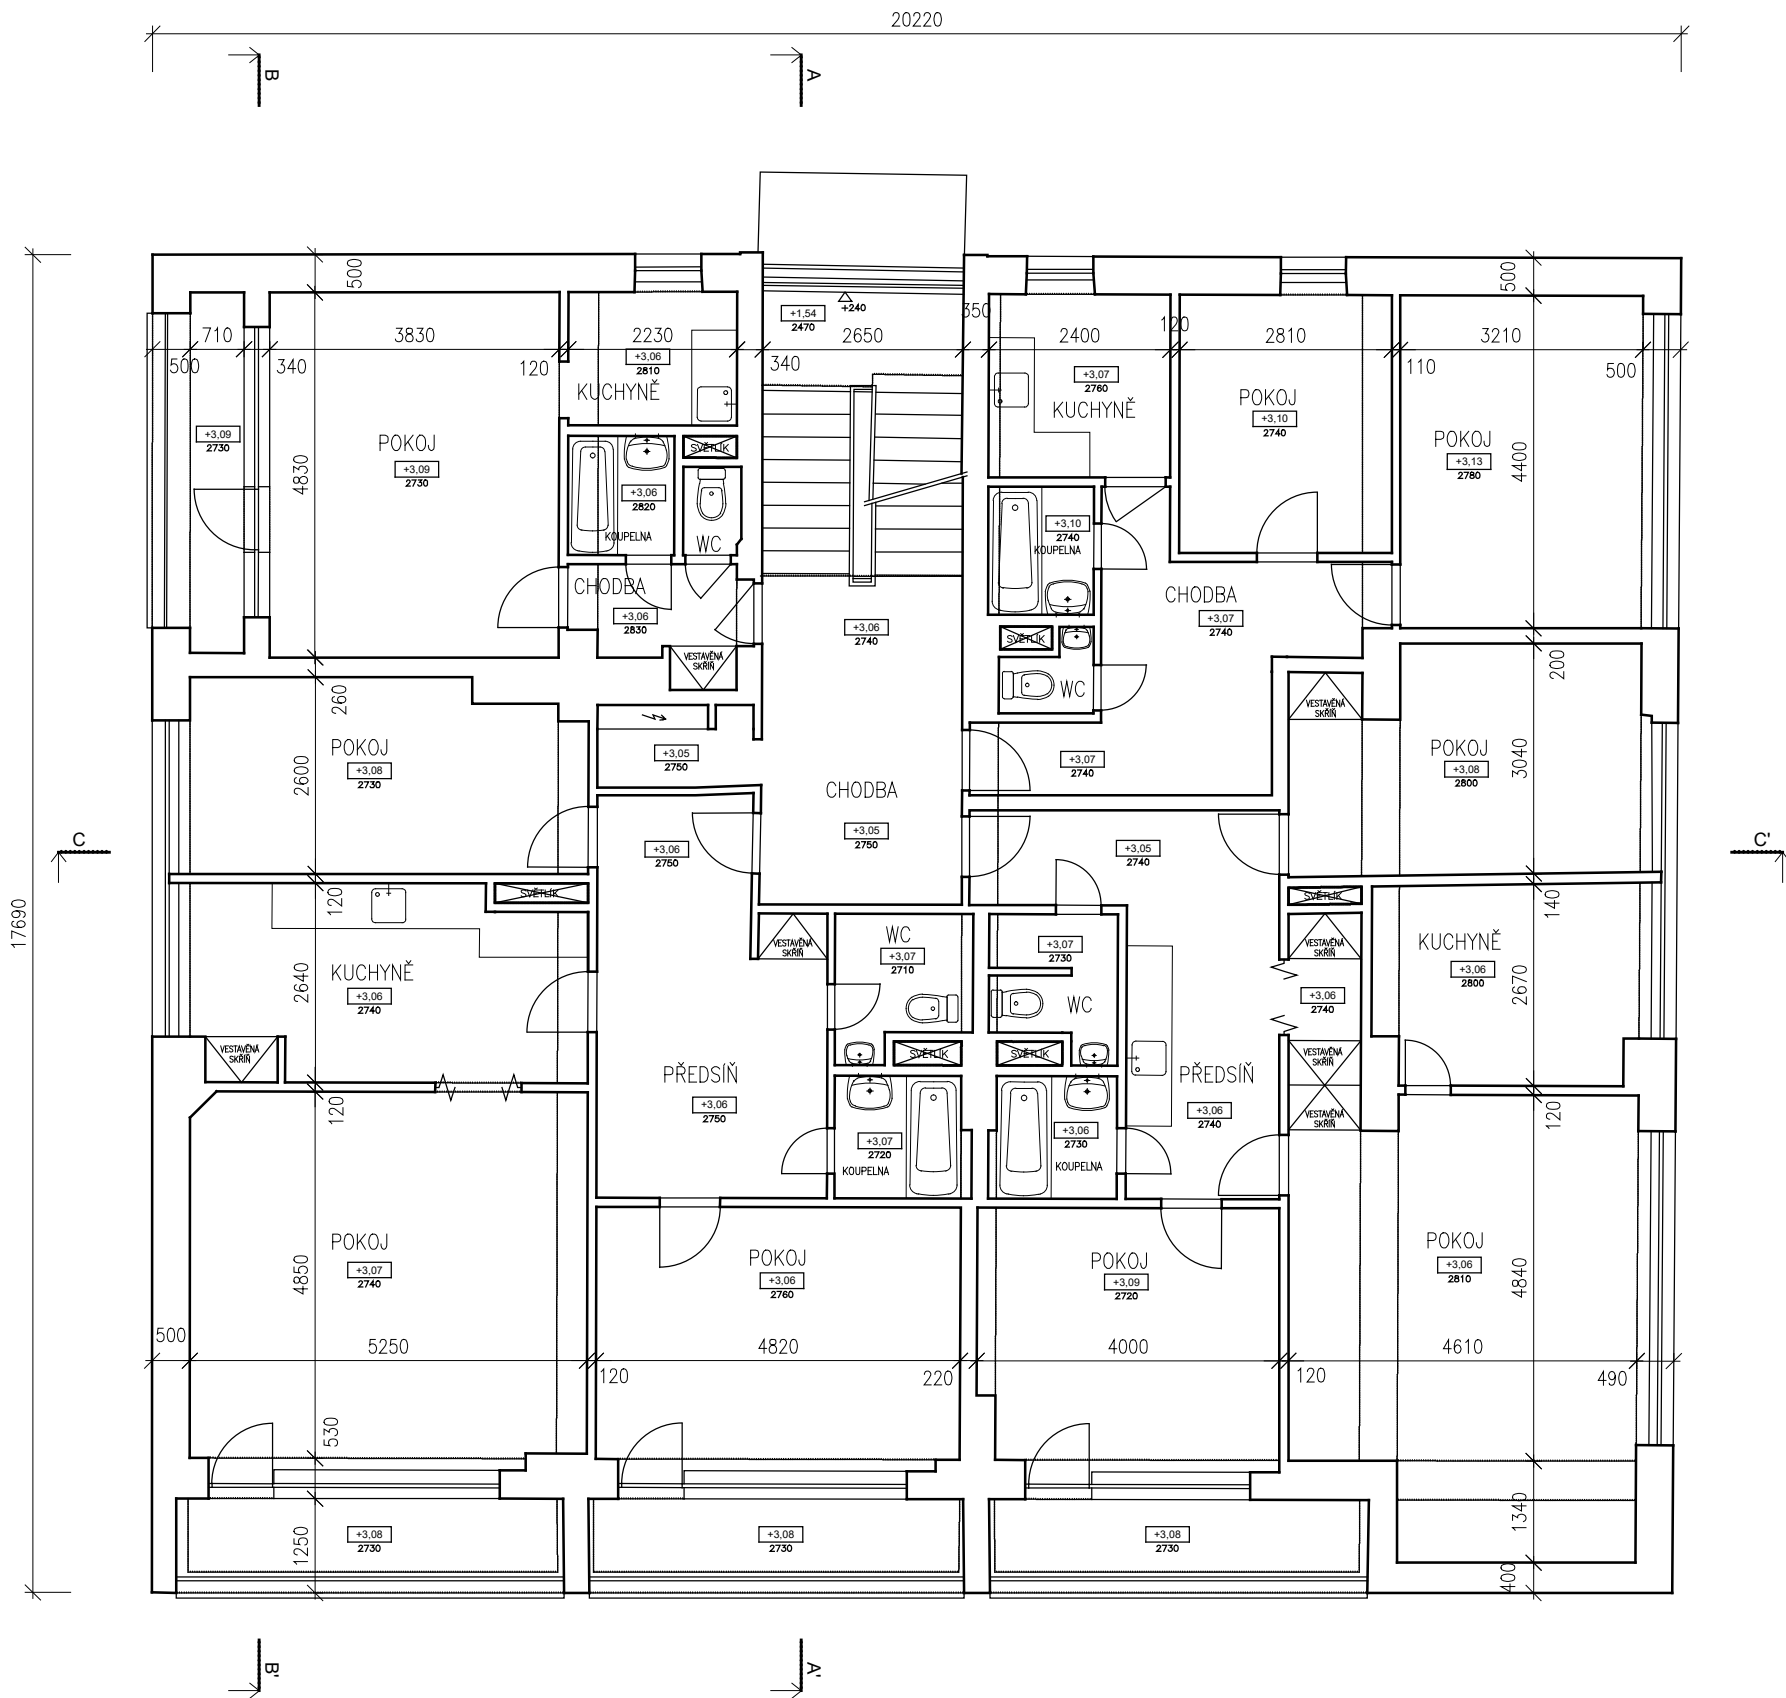 20220
B
A
500
500
+1,54
2470
+240
350
120
710
3830
2230
2650
2400
2810
3210
500
340
120
+3,06
2810
340
+3,07
2760
110
500
KUCHYNĚ
KUCHYNĚ
POKOJ
+3,10
2740
+3,09
2730
POKOJ
+3,09
2730
4830
SVĚTLÍK
POKOJ
+3,13
2780
4400
+3,06
2820
KOUPELNA
WC
+3,10
2740
KOUPELNA
CHODBA
+3,06
2830
+3,06
2740
CHODBA
+3,07
2740
SVĚTLÍK
VESTAVĚNÁ
SKŘÍŇ
WC
200
260
VESTAVĚNÁ
SKŘÍŇ
POKOJ
+3,08
2730
2600
+3,05
2750
+3,07
2740
POKOJ
+3,08
2800
3040
CHODBA
+3,05
2750
C
C'
+3,06
2750
+3,05
2740
17690
120
SVĚTLÍK
SVĚTLÍK
140
VESTAVĚNÁ
SKŘÍŇ
WC
+3,07
2710
+3,07
2730
VESTAVĚNÁ
SKŘÍŇ
KUCHYNĚ
+3,06
2800
2670
KUCHYNĚ
+3,06
2740
2640
WC
+3,06
2740
VESTAVĚNÁ
SKŘÍŇ
SVĚTLÍK
SVĚTLÍK
VESTAVĚNÁ
SKŘÍŇ
PŘEDSÍŇ
+3,06
2750
PŘEDSÍŇ
+3,06
2740
120
VESTAVĚNÁ
SKŘÍŇ
120
+3,07
2720
KOUPELNA
+3,06
2730
KOUPELNA
POKOJ
+3,07
2740
4850
POKOJ
+3,06
2760
POKOJ
+3,09
2720
POKOJ
+3,06
2810
4840
500
5250
4820
4000
4610
120
220
120
490
530
1250
+3,08
2730
+3,08
2730
+3,08
2730
1340
400
B'
A'